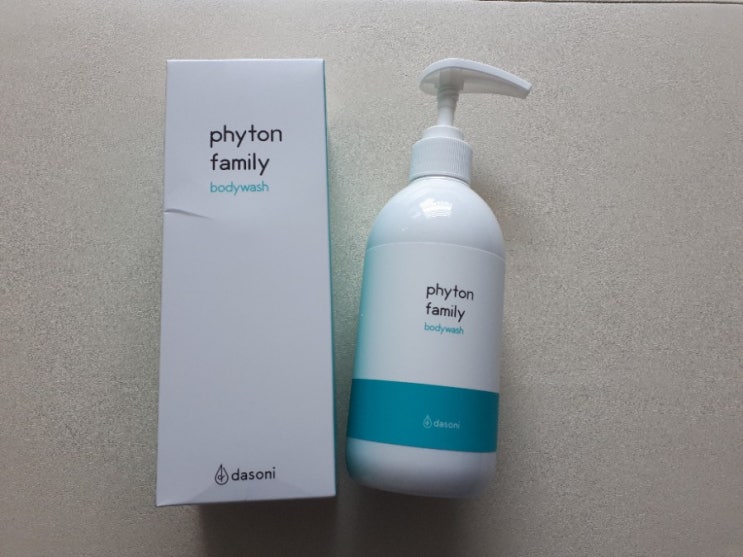 phyton
family
bodywash
dasoni
phyton
family
bodywash
dasoni